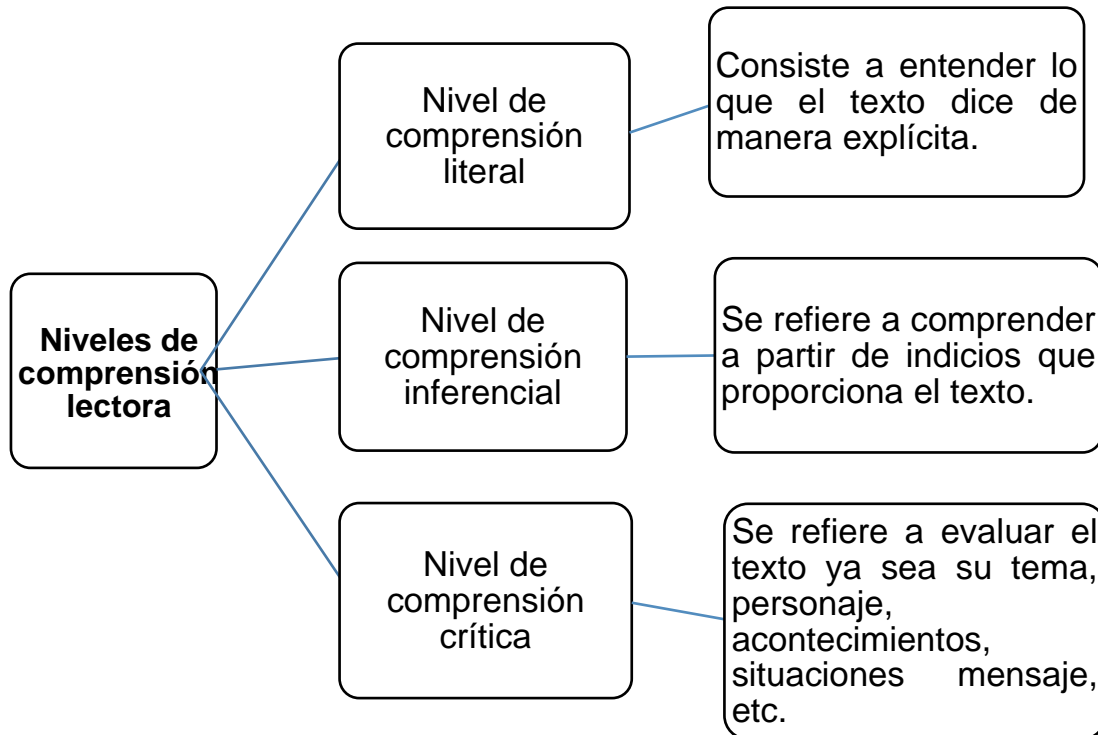 Niveles de
comprensión
lectora
Nivel de
comprensión
literal
Consiste a entender lo
que el texto dice de
manera explícita.
Nivel de
comprensión
inferencial
Se refiere a comprender
a partir de indicios que
proporciona el texto.
Nivel de
comprensión
crítica
Se refiere a evaluar el
texto ya sea su tema,
personaje,
acontecimientos,
situaciones mensaje,
etc.